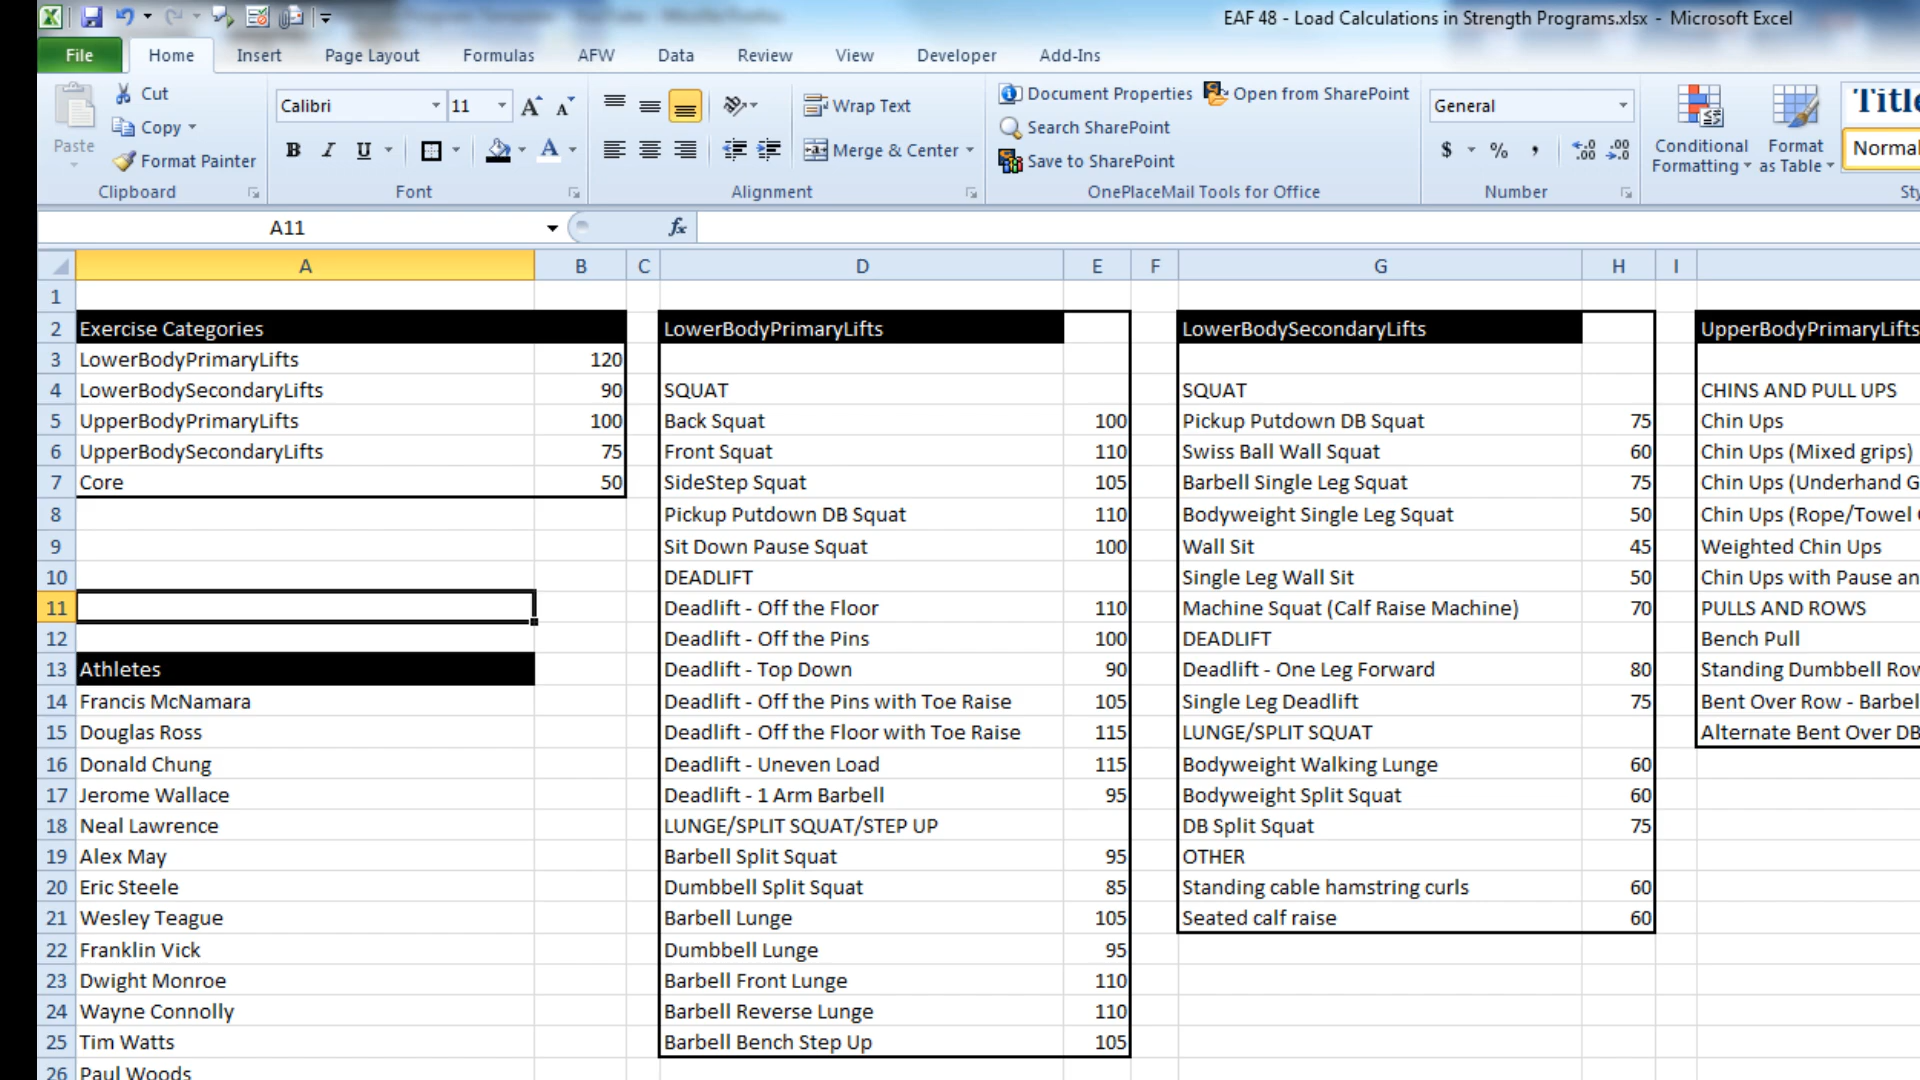 EAF 48 - Load Calculations in Strength Programs.xlsx - Microsoft Excel
File Home Insert Page Layout Formulas AFW Data Review View Developer Add-Ins
Paste
Cut
Copy
Format Painter
Clipboard
Calibri 11
B I U A
Font
Wrap Text
Merge & Center
Alignment
Document Properties Open from SharePoint
Search SharePoint
Save to SharePoint
OnePlaceMail Tools for Office
General
$ % ,
Number
Conditional Formatting
Format as Table
Normal
A11 fx
A B C D E F G H I
1
2 Exercise Categories LowerBodyPrimaryLifts LowerBodySecondaryLifts UpperBodyPrimaryLifts
3 LowerBodyPrimaryLifts 120
4 LowerBodySecondaryLifts 90 SQUAT SQUAT CHINS AND PULL UPS
5 UpperBodyPrimaryLifts 100 Back Squat 100 Pickup Putdown DB Squat 75 Chin Ups
6 UpperBodySecondaryLifts 75 Front Squat 110 Swiss Ball Wall Squat 60 Chin Ups (Mixed grips)
7 Core 50 SideStep Squat 105 Barbell Single Leg Squat 75 Chin Ups (Underhand G
8 Pickup Putdown DB Squat 110 Bodyweight Single Leg Squat 50 Chin Ups (Rope/Towel
9 Sit Down Pause Squat 100 Wall Sit 45 Weighted Chin Ups
10 DEADLIFT Single Leg Wall Sit 50 Chin Ups with Pause an
11 Deadlift - Off the Floor 110 Machine Squat (Calf Raise Machine) 70 PULLS AND ROWS
12 Deadlift - Off the Pins 100 DEADLIFT Bench Pull
13 Athletes Deadlift - Top Down 90 Deadlift - One Leg Forward 80 Standing Dumbbell Row
14 Francis McNamara Deadlift - Off the Pins with Toe Raise 105 Single Leg Deadlift 75 Bent Over Row - Barbel
15 Douglas Ross Deadlift - Off the Floor with Toe Raise 115 LUNGE/SPLIT SQUAT Alternate Bent Over DB
16 Donald Chung Deadlift - Uneven Load 115 Bodyweight Walking Lunge 60
17 Jerome Wallace Deadlift - 1 Arm Barbell 95 Bodyweight Split Squat 60
18 Neal Lawrence LUNGE/SPLIT SQUAT/STEP UP DB Split Squat 75
19 Alex May Barbell Split Squat 95 OTHER
20 Eric Steele Dumbbell Split Squat 85 Standing cable hamstring curls 60
21 Wesley Teague Barbell Lunge 105 Seated calf raise 60
22 Franklin Vick Dumbbell Lunge 95
23 Dwight Monroe Barbell Front Lunge 110
24 Wayne Connolly Barbell Reverse Lunge 110
25 Tim Watts Barbell Bench Step Up 105
26 Paul Woods